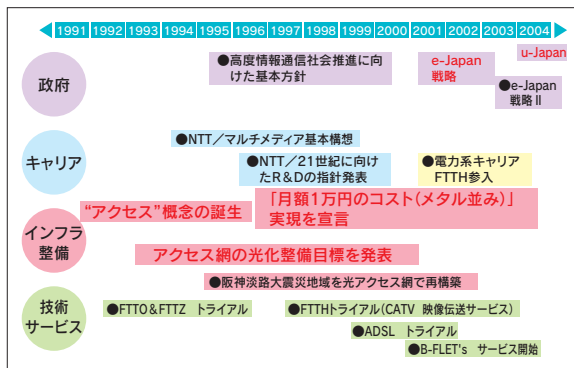 1991 1992 1993 1994 1995 1996 1997 1998 1999 2000 2001 2002 2003 2004
u-Japan
政府
●高度情報通信社会推進に向
けた基本方針
e-Japan
戦略
●e-Japan
戦略Ⅱ
キャリア
●NTT／マルチメディア基本構想
●NTT／21世紀に向け
たR＆Dの指針発表
●電力系キャリア
FTTH参入
インフラ
整備
“アクセス”概念の誕生
「月額1万円のコスト(メタル並み)」
実現を宣言
アクセス網の光化整備目標を発表
●阪神淡路大震災地域を光アクセス網で再構築
技術
サービス
●FTTO＆FTTZ　トライアル
●FTTHトライアル(CATV 映像伝送サービス)
●ADSL　トライアル
●B-FLET's　サービス開始